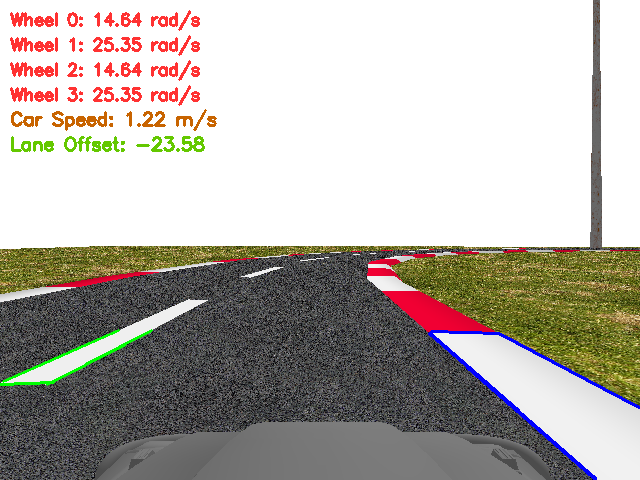 Wheel 0: 14.64 rad/s
Wheel 1: 25.35 rad/s
Wheel 2: 14.64 rad/s
Wheel 3: 25.35 rad/s
Car Speed: 1.22 m/s
Lane Offset: -23.58